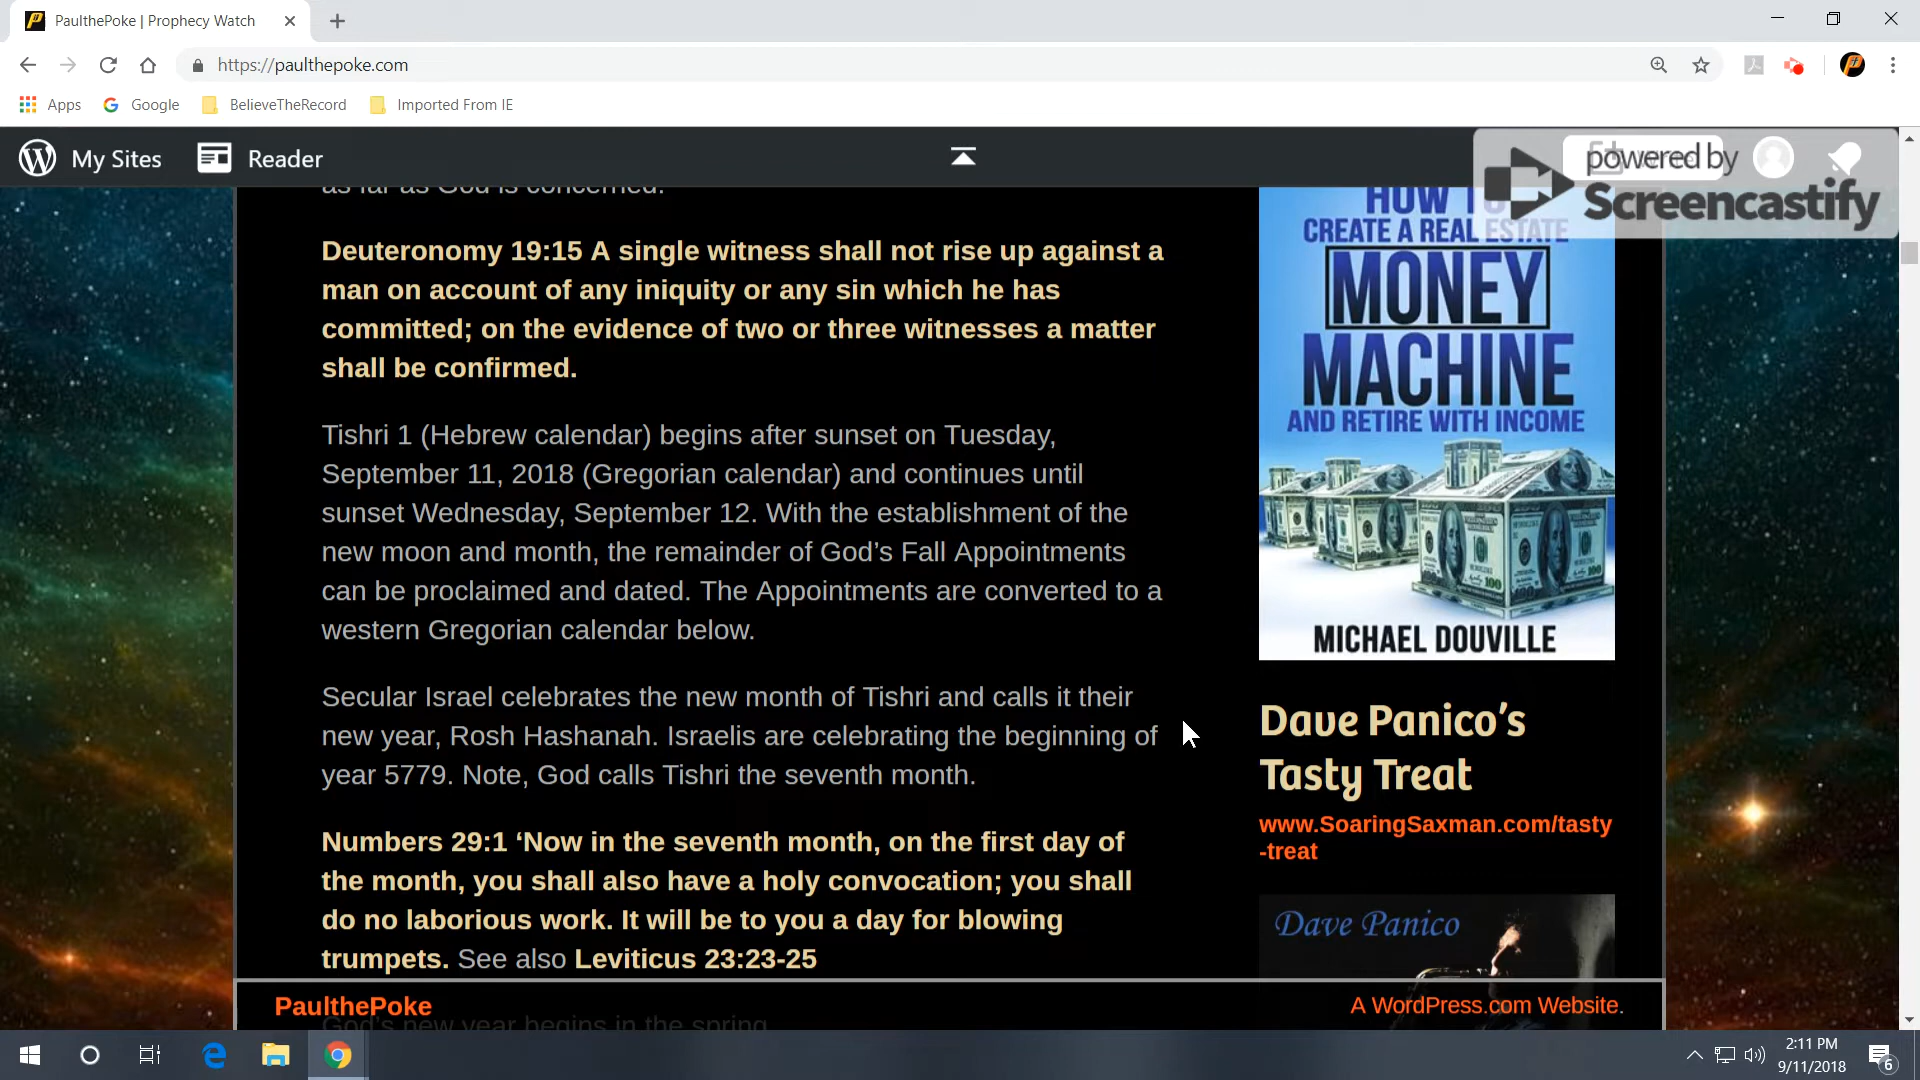 PaulthePoke | Prophecy Watch
https://paulthepoke.com
Apps
Google
BelieveTheRecord
Imported From IE
My Sites
Reader
powered by
Screencastify
as far as God is concerned.
Deuteronomy 19:15 A single witness shall not rise up against a
man on account of any iniquity or any sin which he has
committed; on the evidence of two or three witnesses a matter
shall be confirmed.
Tishri 1 (Hebrew calendar) begins after sunset on Tuesday,
September 11, 2018 (Gregorian calendar) and continues until
sunset Wednesday, September 12. With the establishment of the
new moon and month, the remainder of God’s Fall Appointments
can be proclaimed and dated. The Appointments are converted to a
western Gregorian calendar below.
Secular Israel celebrates the new month of Tishri and calls it their
new year, Rosh Hashanah. Israelis are celebrating the beginning of
year 5779. Note, God calls Tishri the seventh month.
Numbers 29:1 ‘Now in the seventh month, on the first day of
the month, you shall also have a holy convocation; you shall
do no laborious work. It will be to you a day for blowing
trumpets. See also Leviticus 23:23-25
God’s new year begins in the spring
HOW TO
CREATE A REAL ESTATE
MONEY
MACHINE
AND RETIRE WITH INCOME
100
100
MICHAEL DOUVILLE
Dave Panico’s
Tasty Treat
www.SoaringSaxman.com/tasty
-treat
Dave Panico
PaulthePoke
A WordPress.com Website.
2:11 PM
9/11/2018
6